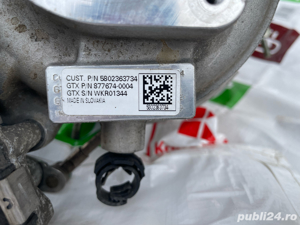 CUST. P/N 5802363734
GTX P/N 877674-0004
GTX S/N WKR01344
MADE IN SLOVAKIA
publi24.ro